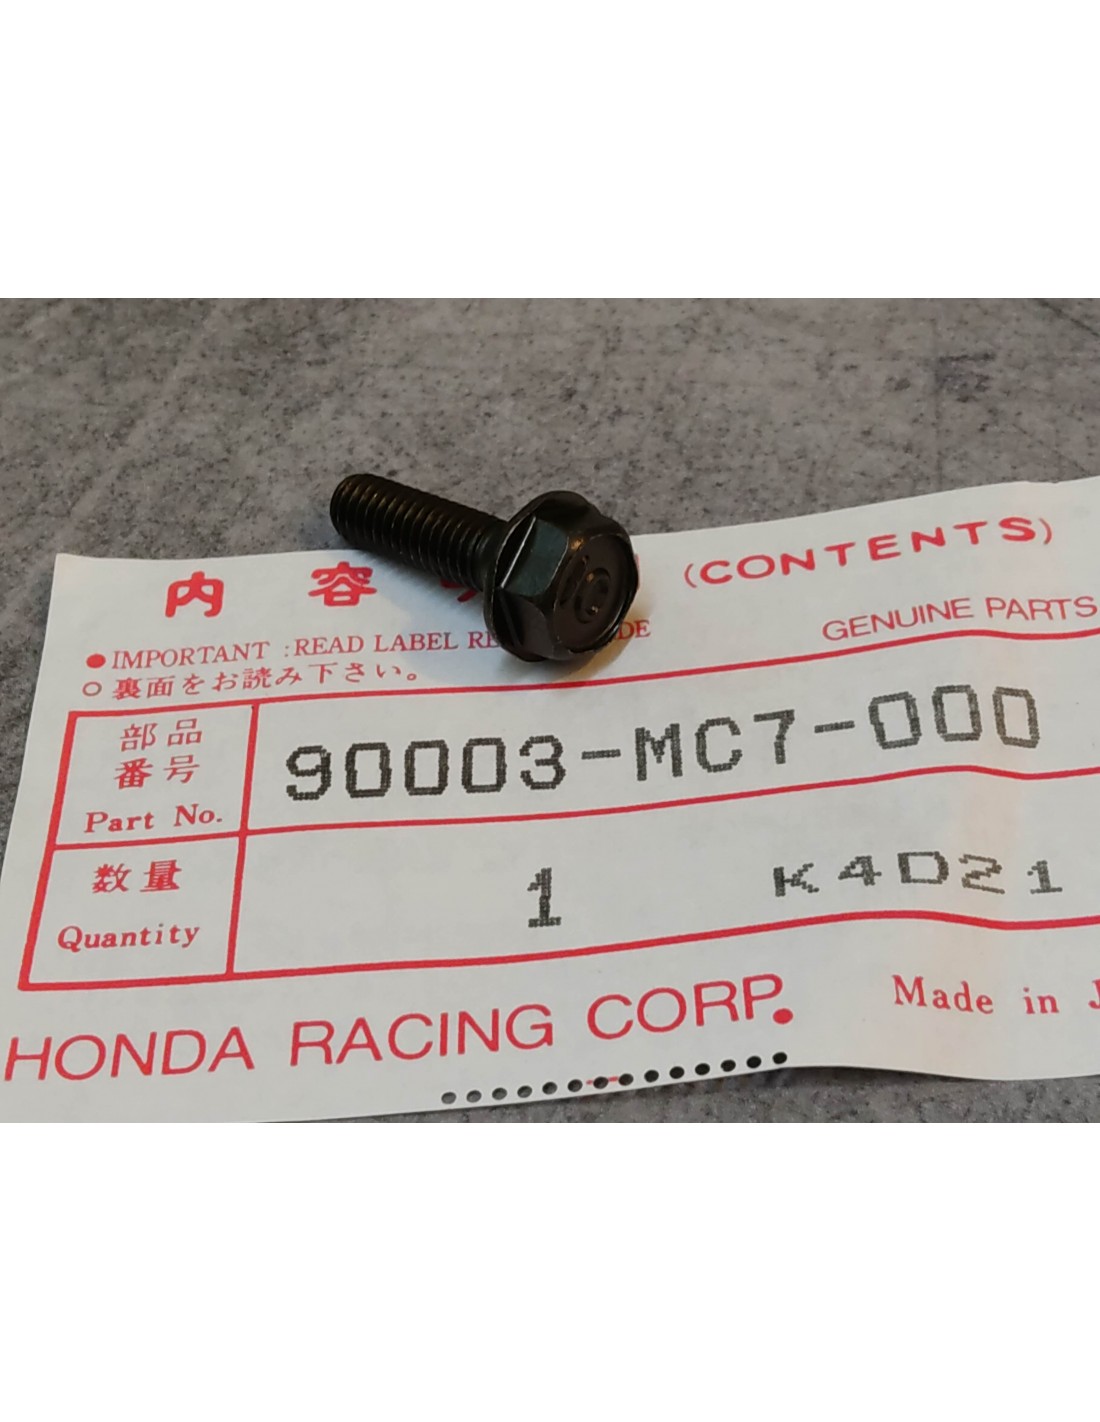 内 容 (CONTENTS)
● IMPORTANT : READ LABEL
GENUINE PARTS
○ 裏面をお読み下さい。
部品番号
Part No.
90003-MC7-000
数量
Quantity
1 K4D21
HONDA RACING CORP.
Made in